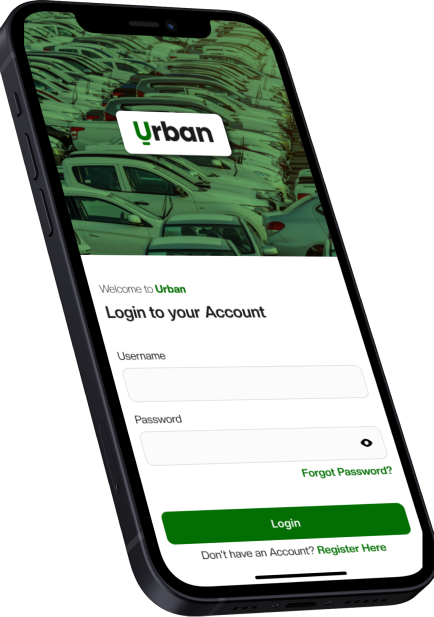 Urban
Welcome to Urban
Login to your Account
Username
Password
Forgot Password?
Login
Don't have an Account? Register Here